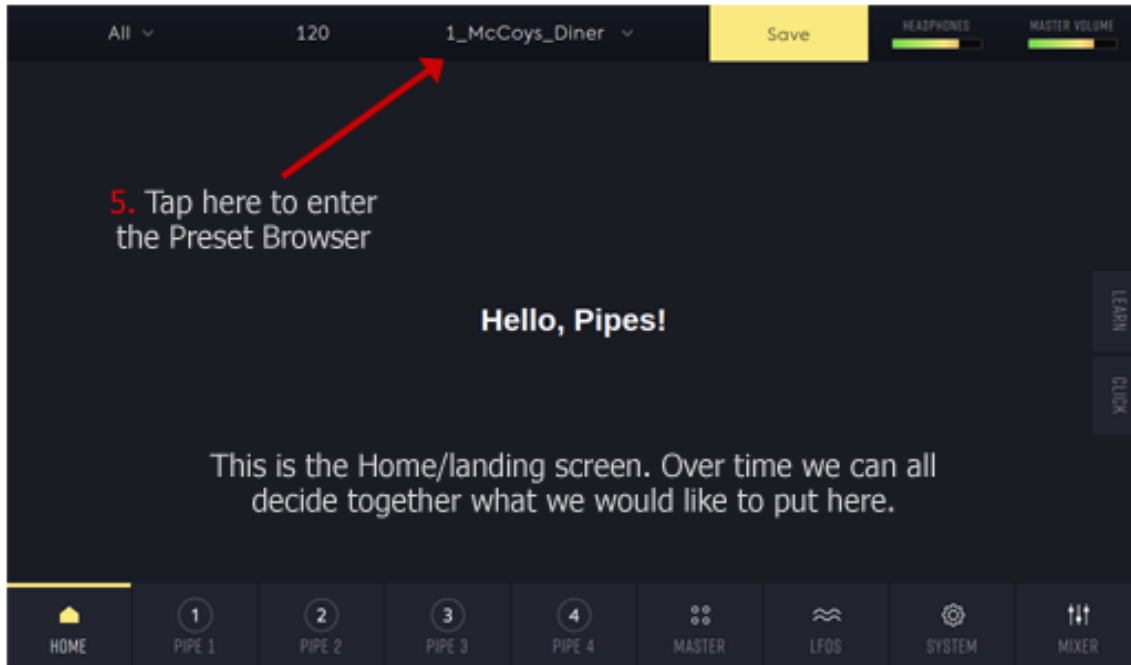 All 120 1_McCoys_Diner Save HEADPHONES MASTER VOLUME
5. Tap here to enter
the Preset Browser
Hello, Pipes!
LEARN
CLICK
This is the Home/landing screen. Over time we can all
decide together what we would like to put here.
1 2 3 4
HOME PIPE 1 PIPE 2 PIPE 3 PIPE 4 MASTER LFOS SYSTEM MIXER